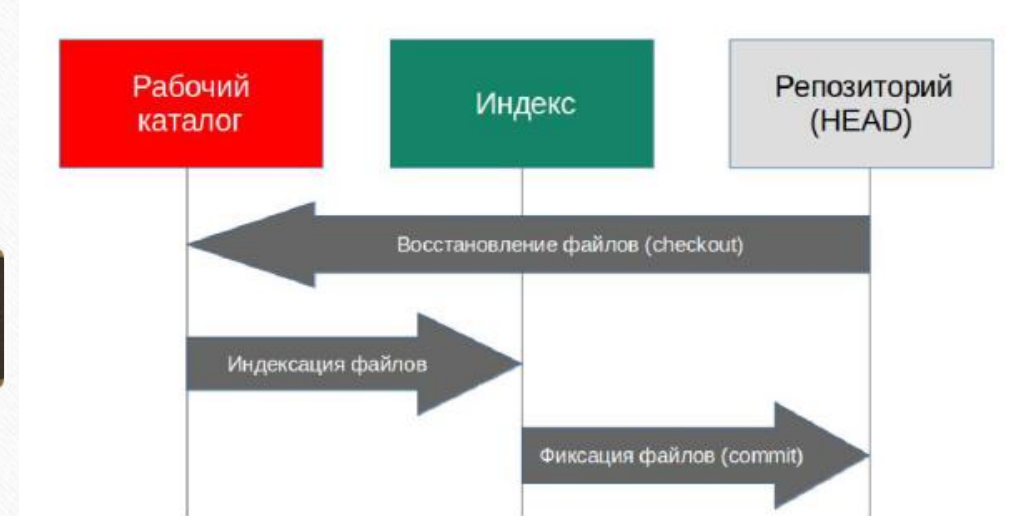 Рабочий
каталог
Индекс
Репозиторий
(HEAD)
Восстановление файлов (checkout)
Индексация файлов
Фиксация файлов (commit)